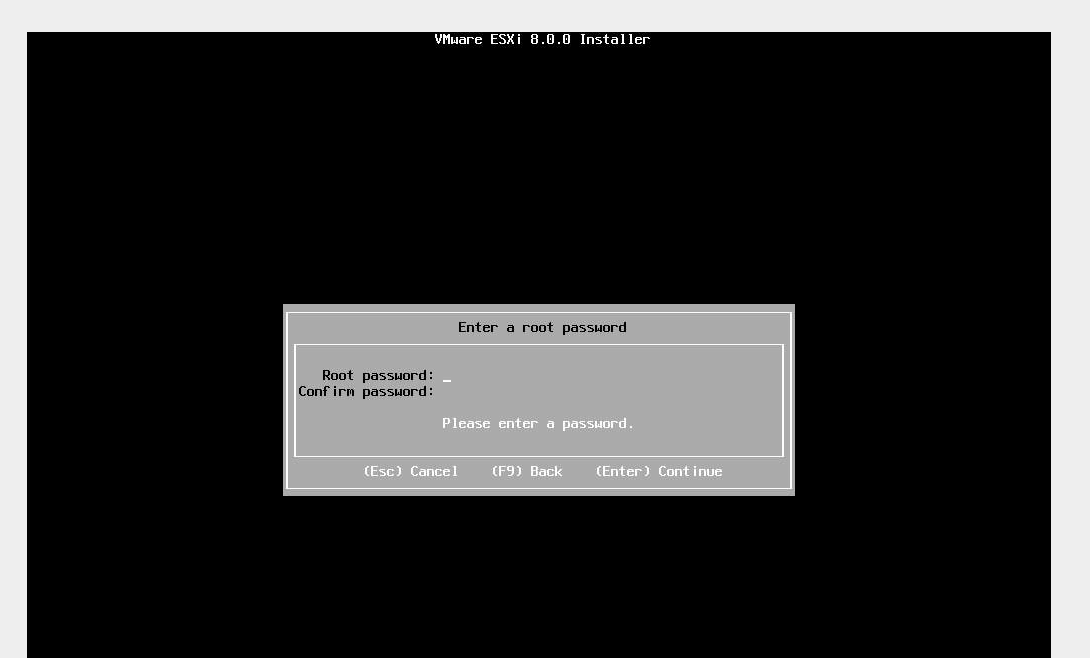 VMware ESXi 8.0.0 Installer
Enter a root password
Root password: _
Confirm password:
Please enter a password.
(Esc) Cancel (F9) Back (Enter) Continue